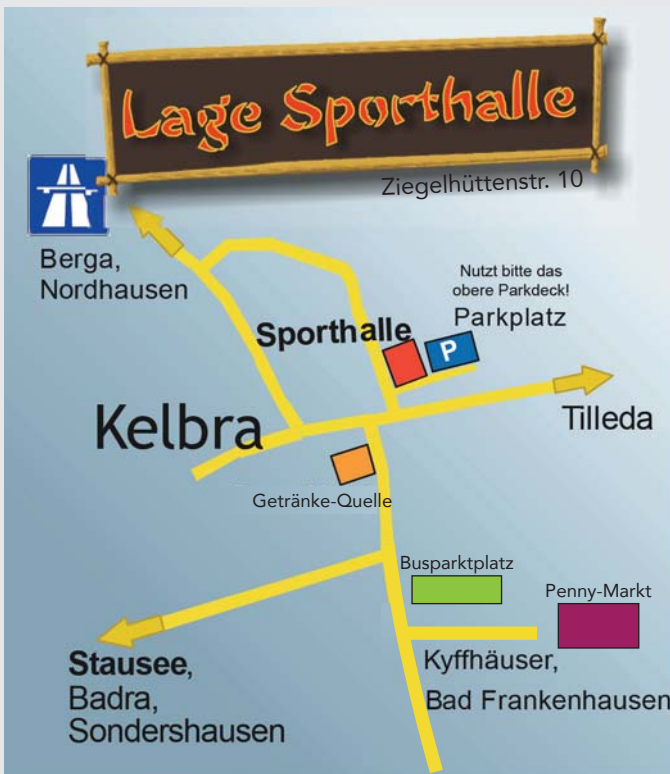 Lage Sporthalle
Ziegelhüttenstr. 10
Berga,
Nordhausen
Nutzt bitte das
obere Parkdeck!
Parkplatz
Sporthalle
P
Kelbra
Tilleda
Getränke-Quelle
Busparktplatz
Penny-Markt
Stausee,
Badra,
Sondershausen
Kyffhäuser,
Bad Frankenhausen